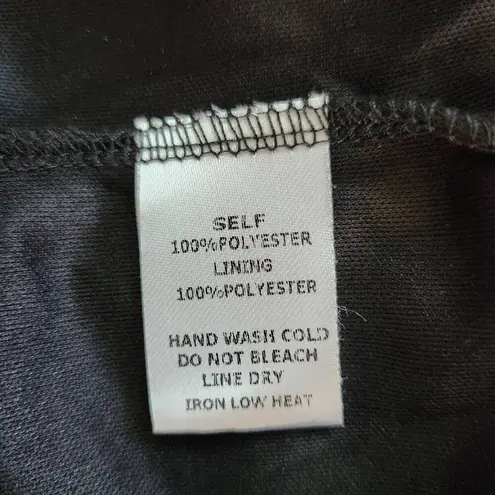 SELF
100%POLYESTER
LINING
100%POLYESTER
HAND WASH COLD
DO NOT BLEACH
LINE DRY
IRON LOW HEAT